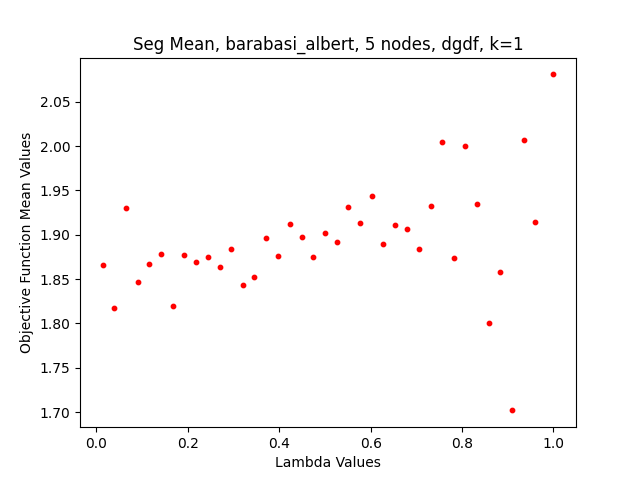 Seg Mean, barabasi_albert, 5 nodes, dgdf, k=1
Objective Function Mean Values
2.05
2.00
1.95
1.90
1.85
1.80
1.75
1.70
0.0 0.2 0.4 0.6 0.8 1.0
Lambda Values